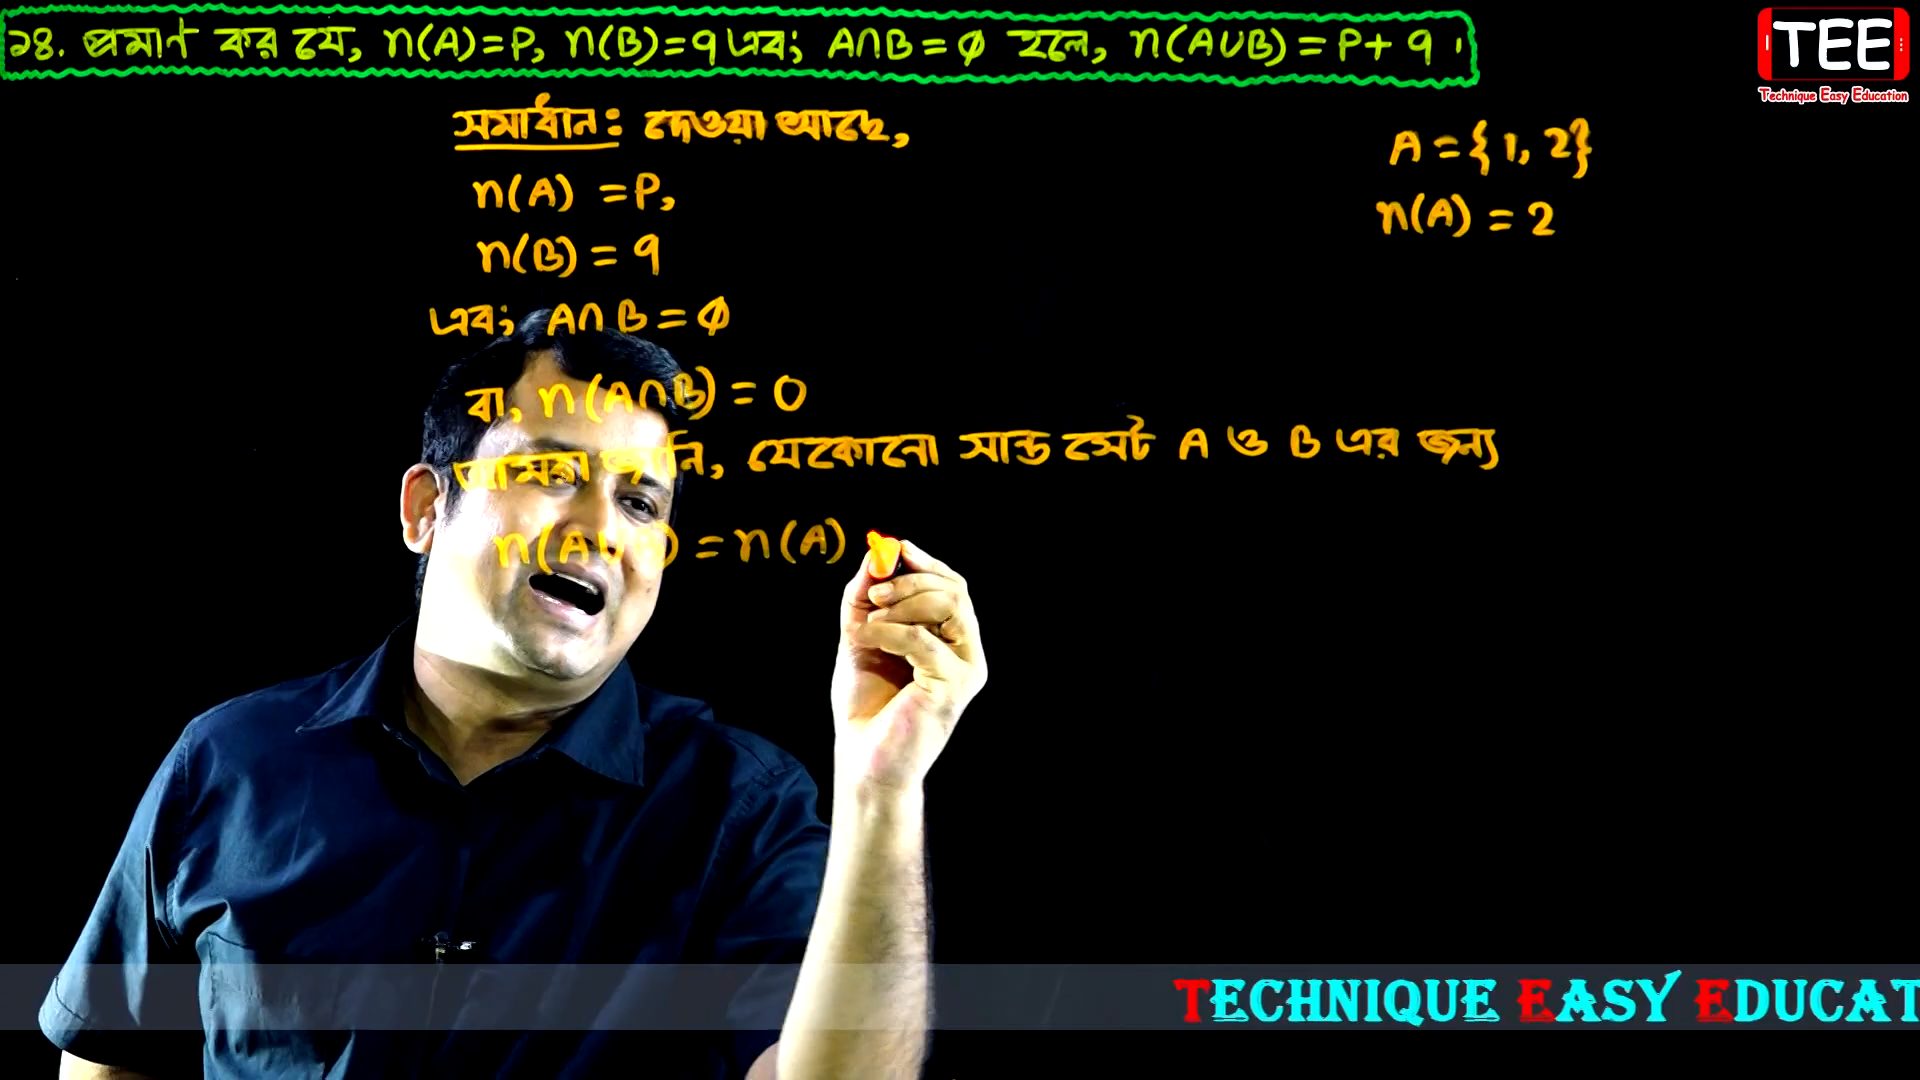 ১৪. প্রমাণ কর যে, n(A)=P, n(B)=q এবং A∩B=φ হলে, n(A∪B)=P+q।
TEE
Technique Easy Education
সমাধান: দেওয়া আছে,
n(A) =P,
n(B) = q
এবং A∩B=φ
বা, n(A∩B)=0
আমরা জানি, যেকোনো সান্ত সেট A ও B এর জন্য
n(A∪B) = n(A)
A={1, 2}
n(A) = 2
TECHNIQUE EASY EDUCAT